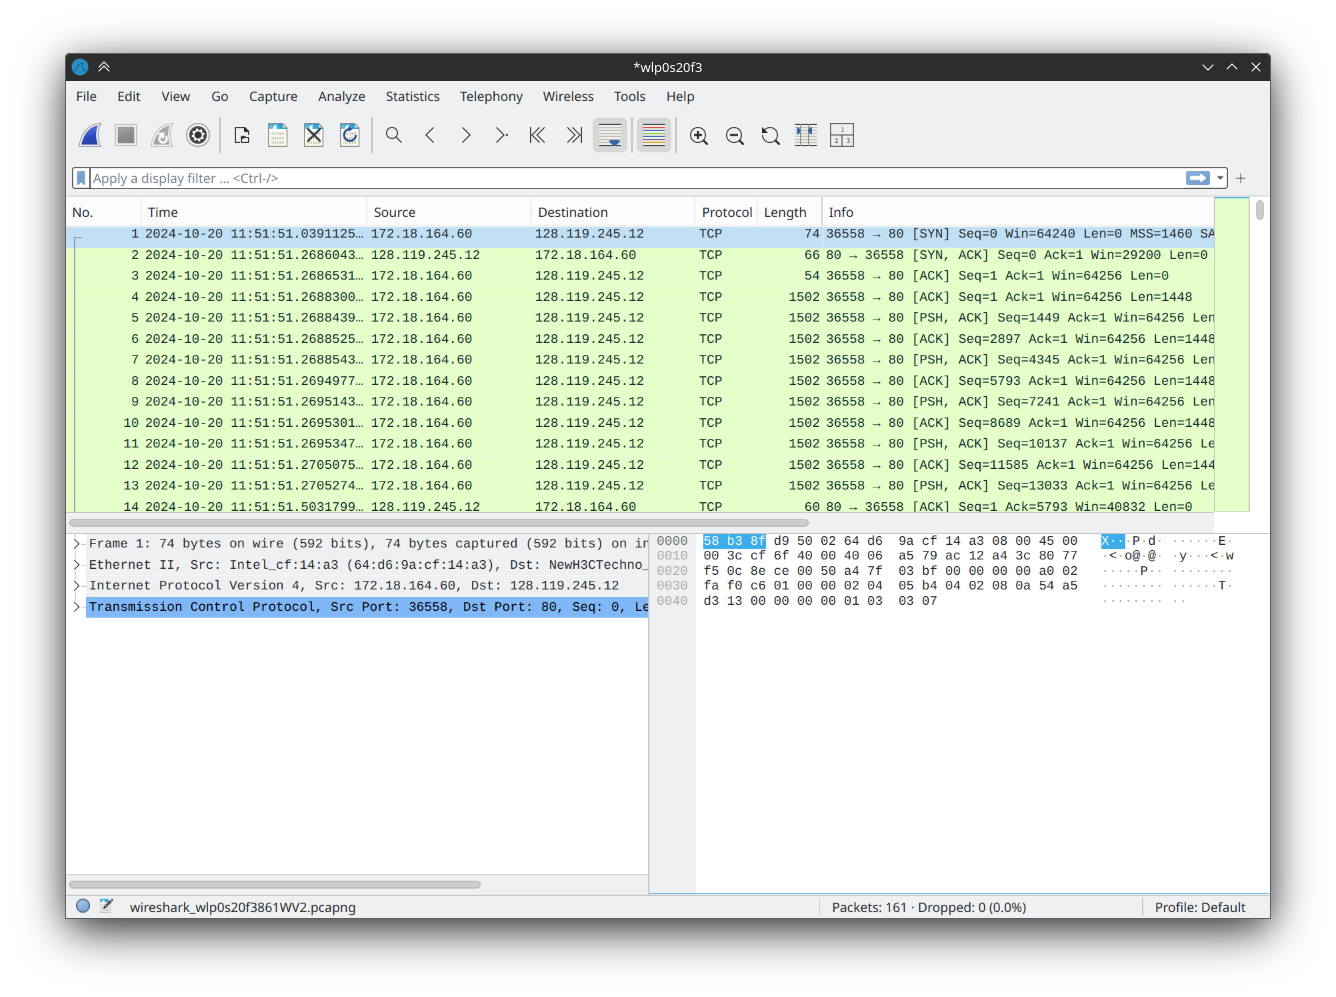 *wlp0s20f3
File Edit View Go Capture Analyze Statistics Telephony Wireless Tools Help
Apply a display filter ... <Ctrl-/>
No. Time Source Destination Protocol Length Info
1 2024-10-20 11:51:51.0391125… 172.18.164.60 128.119.245.12 TCP 74 36558 → 80 [SYN] Seq=0 Win=64240 Len=0 MSS=1460 SA
2 2024-10-20 11:51:51.2686043… 128.119.245.12 172.18.164.60 TCP 66 80 → 36558 [SYN, ACK] Seq=0 Ack=1 Win=29200 Len=0
3 2024-10-20 11:51:51.2686531… 172.18.164.60 128.119.245.12 TCP 54 36558 → 80 [ACK] Seq=1 Ack=1 Win=64256 Len=0
4 2024-10-20 11:51:51.2688300… 172.18.164.60 128.119.245.12 TCP 1502 36558 → 80 [ACK] Seq=1 Ack=1 Win=64256 Len=1448
5 2024-10-20 11:51:51.2688439… 172.18.164.60 128.119.245.12 TCP 1502 36558 → 80 [PSH, ACK] Seq=1449 Ack=1 Win=64256 Len
6 2024-10-20 11:51:51.2688525… 172.18.164.60 128.119.245.12 TCP 1502 36558 → 80 [ACK] Seq=2897 Ack=1 Win=64256 Len=1448
7 2024-10-20 11:51:51.2688543… 172.18.164.60 128.119.245.12 TCP 1502 36558 → 80 [PSH, ACK] Seq=4345 Ack=1 Win=64256 Len
8 2024-10-20 11:51:51.2694977… 172.18.164.60 128.119.245.12 TCP 1502 36558 → 80 [ACK] Seq=5793 Ack=1 Win=64256 Len=1448
9 2024-10-20 11:51:51.2695143… 172.18.164.60 128.119.245.12 TCP 1502 36558 → 80 [PSH, ACK] Seq=7241 Ack=1 Win=64256 Len
10 2024-10-20 11:51:51.2695301… 172.18.164.60 128.119.245.12 TCP 1502 36558 → 80 [ACK] Seq=8689 Ack=1 Win=64256 Len=1448
11 2024-10-20 11:51:51.2695347… 172.18.164.60 128.119.245.12 TCP 1502 36558 → 80 [PSH, ACK] Seq=10137 Ack=1 Win=64256 Le
12 2024-10-20 11:51:51.2705075… 172.18.164.60 128.119.245.12 TCP 1502 36558 → 80 [ACK] Seq=11585 Ack=1 Win=64256 Len=144
13 2024-10-20 11:51:51.2705274… 172.18.164.60 128.119.245.12 TCP 1502 36558 → 80 [PSH, ACK] Seq=13033 Ack=1 Win=64256 Le
14 2024-10-20 11:51:51.5031799… 128.119.245.12 172.18.164.60 TCP 60 80 → 36558 [ACK] Seq=1 Ack=5793 Win=40832 Len=0
Frame 1: 74 bytes on wire (592 bits), 74 bytes captured (592 bits) on in
Ethernet II, Src: Intel_cf:14:a3 (64:d6:9a:cf:14:a3), Dst: NewH3CTechno_
Internet Protocol Version 4, Src: 172.18.164.60, Dst: 128.119.245.12
Transmission Control Protocol, Src Port: 36558, Dst Port: 80, Seq: 0, Le
0000 58 b3 8f d9 50 02 64 d6 9a cf 14 a3 08 00 45 00 X···P·d· ······E·
0010 00 3c cf 6f 40 00 40 06 a5 79 ac 12 a4 3c 80 77 ·<·o@·@· ·y···<·w
0020 f5 0c 8e ce 00 50 a4 7f 03 bf 00 00 00 00 a0 02 ·····P·· ········
0030 fa f0 c6 01 00 00 02 04 05 b4 04 02 08 0a 54 a5 ········ ······T·
0040 d3 13 00 00 00 00 01 03 03 07 ········ ··
wireshark_wlp0s20f3861WV2.pcapng
Packets: 161 · Dropped: 0 (0.0%)
Profile: Default